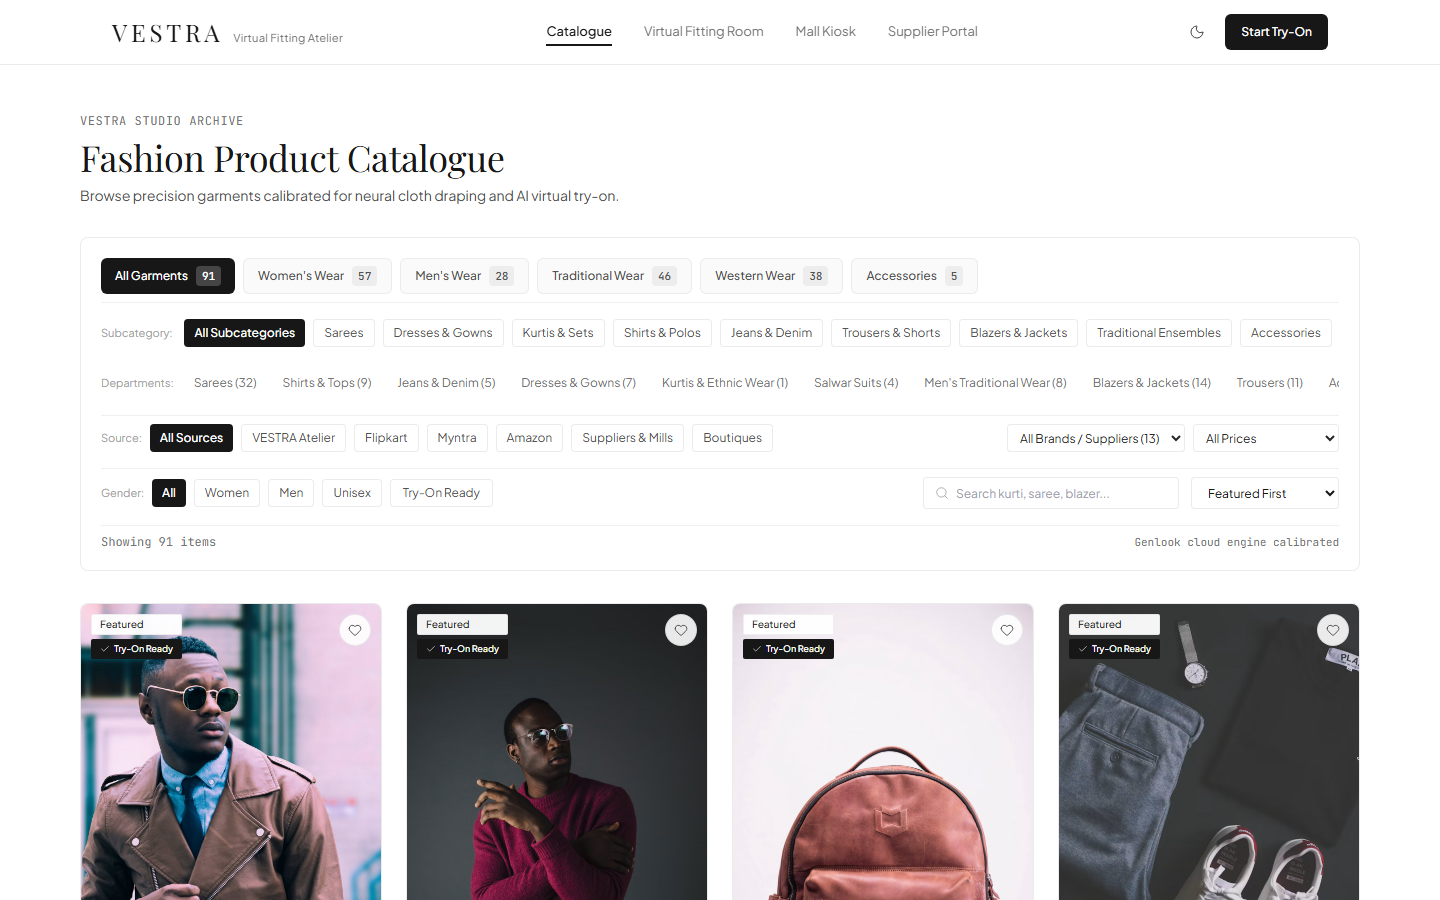 VESTRA Virtual Fitting Atelier Catalogue Virtual Fitting Room Mall Kiosk Supplier Portal Start Try-On
VESTRA STUDIO ARCHIVE
Fashion Product Catalogue
Browse precision garments calibrated for neural cloth draping and AI virtual try-on.
All Garments 91 Women's Wear 57 Men's Wear 28 Traditional Wear 46 Western Wear 38 Accessories 5
Subcategory: All Subcategories Sarees Dresses & Gowns Kurtis & Sets Shirts & Polos Jeans & Denim Trousers & Shorts Blazers & Jackets Traditional Ensembles Accessories
Departments: Sarees (32) Shirts & Tops (9) Jeans & Denim (5) Dresses & Gowns (7) Kurtis & Ethnic Wear (1) Salwar Suits (4) Men's Traditional Wear (8) Blazers & Jackets (14) Trousers (11)
Source: All Sources VESTRA Atelier Flipkart Myntra Amazon Suppliers & Mills Boutiques All Brands / Suppliers (13) All Prices
Gender: All Women Men Unisex Try-On Ready Search kurti, saree, blazer... Featured First
Showing 91 items Genlook cloud engine calibrated
Featured Featured Featured Featured
Try-On Ready Try-On Ready Try-On Ready Try-On Ready